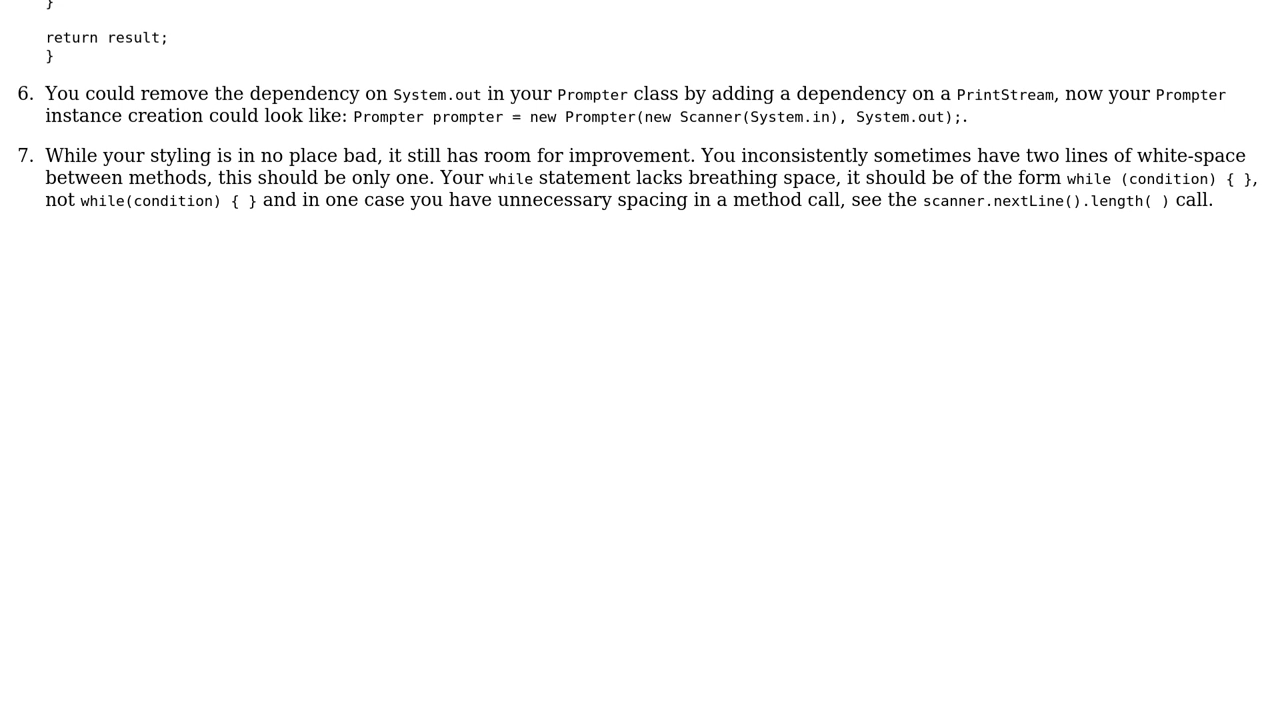 }
return result;
}
6. You could remove the dependency on System.out in your Prompter class by adding a dependency on a PrintStream, now your Prompter
instance creation could look like: Prompter prompter = new Prompter(new Scanner(System.in), System.out);.
7. While your styling is in no place bad, it still has room for improvement. You inconsistently sometimes have two lines of white-space
between methods, this should be only one. Your while statement lacks breathing space, it should be of the form while (condition) { },
not while(condition) { } and in one case you have unnecessary spacing in a method call, see the scanner.nextLine().length( ) call.